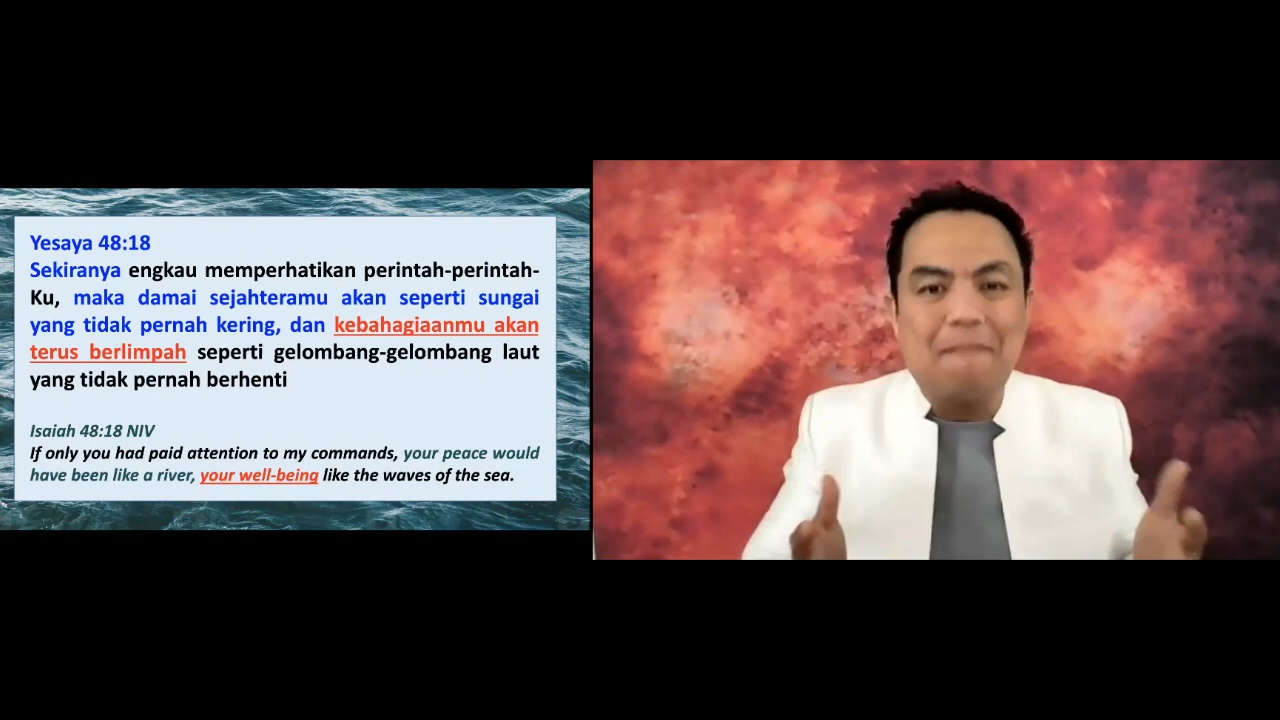 Yesaya 48:18
Sekiranya engkau memperhatikan perintah-perintah-
Ku, maka damai sejahteramu akan seperti sungai
yang tidak pernah kering, dan kebahagiaanmu akan
terus berlimpah seperti gelombang-gelombang laut
yang tidak pernah berhenti
Isaiah 48:18 NIV
If only you had paid attention to my commands, your peace would
have been like a river, your well-being like the waves of the sea.